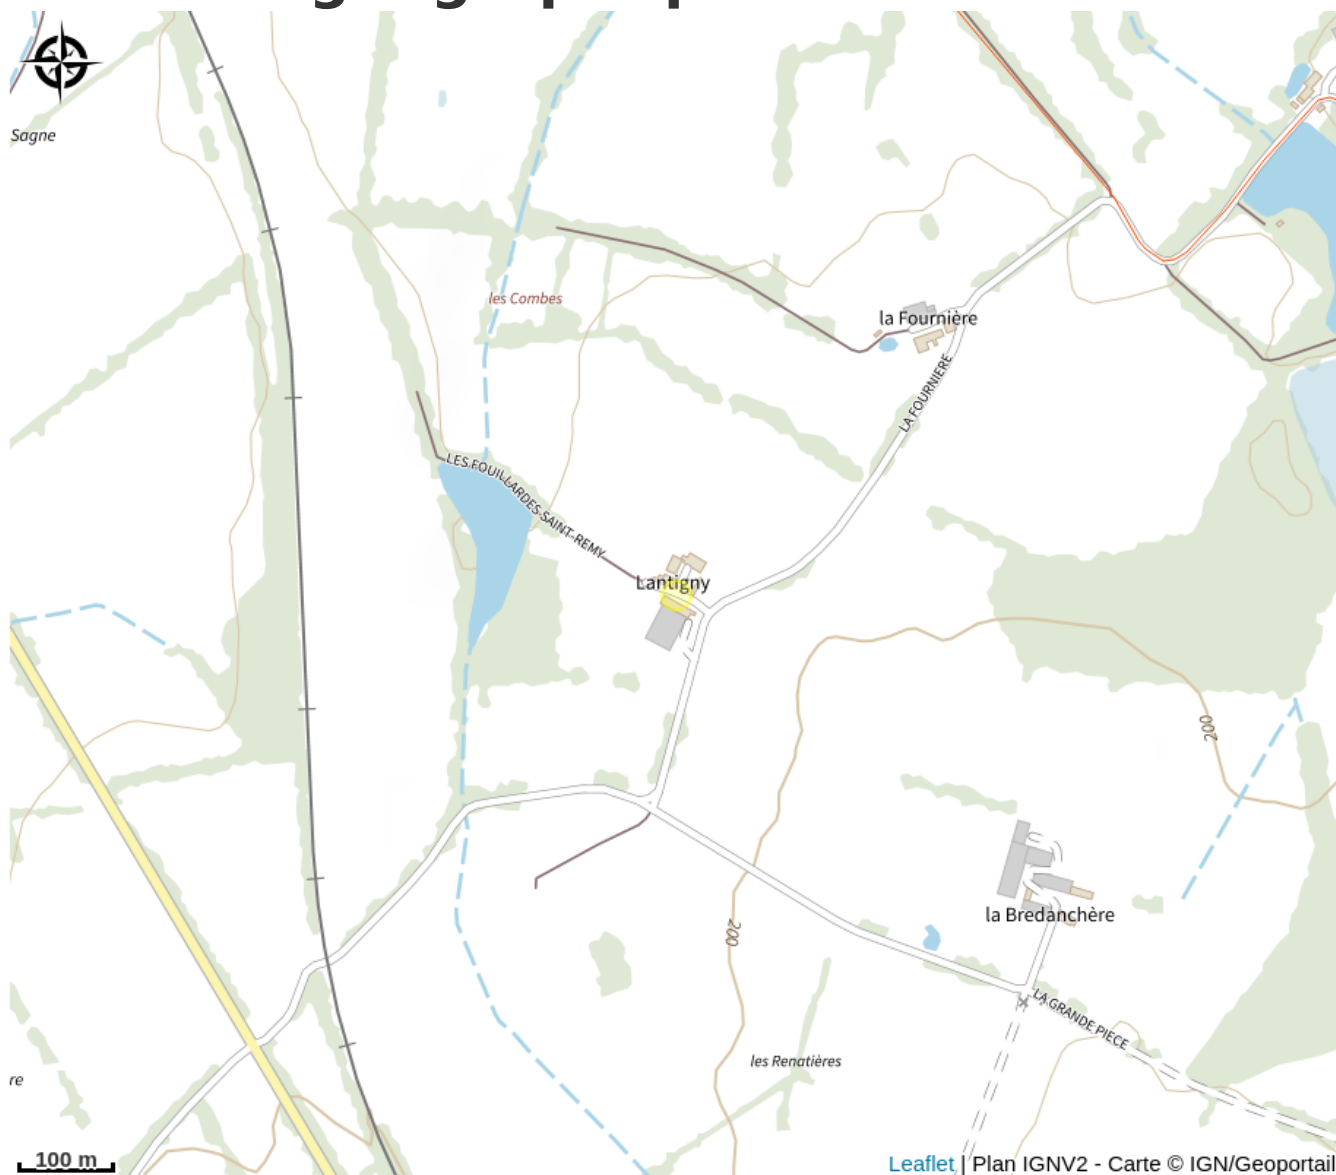 Sagne
les Combes
la Fournière
LA FOURNIERE
LES FOUILLARDES-SAINT-REMY
Lantigny
200
200
la Bredanchère
LA GRANDE PIECE
les Renatières
re
100 m
Leaflet | Plan IGNV2 - Carte © IGN/Geoportail